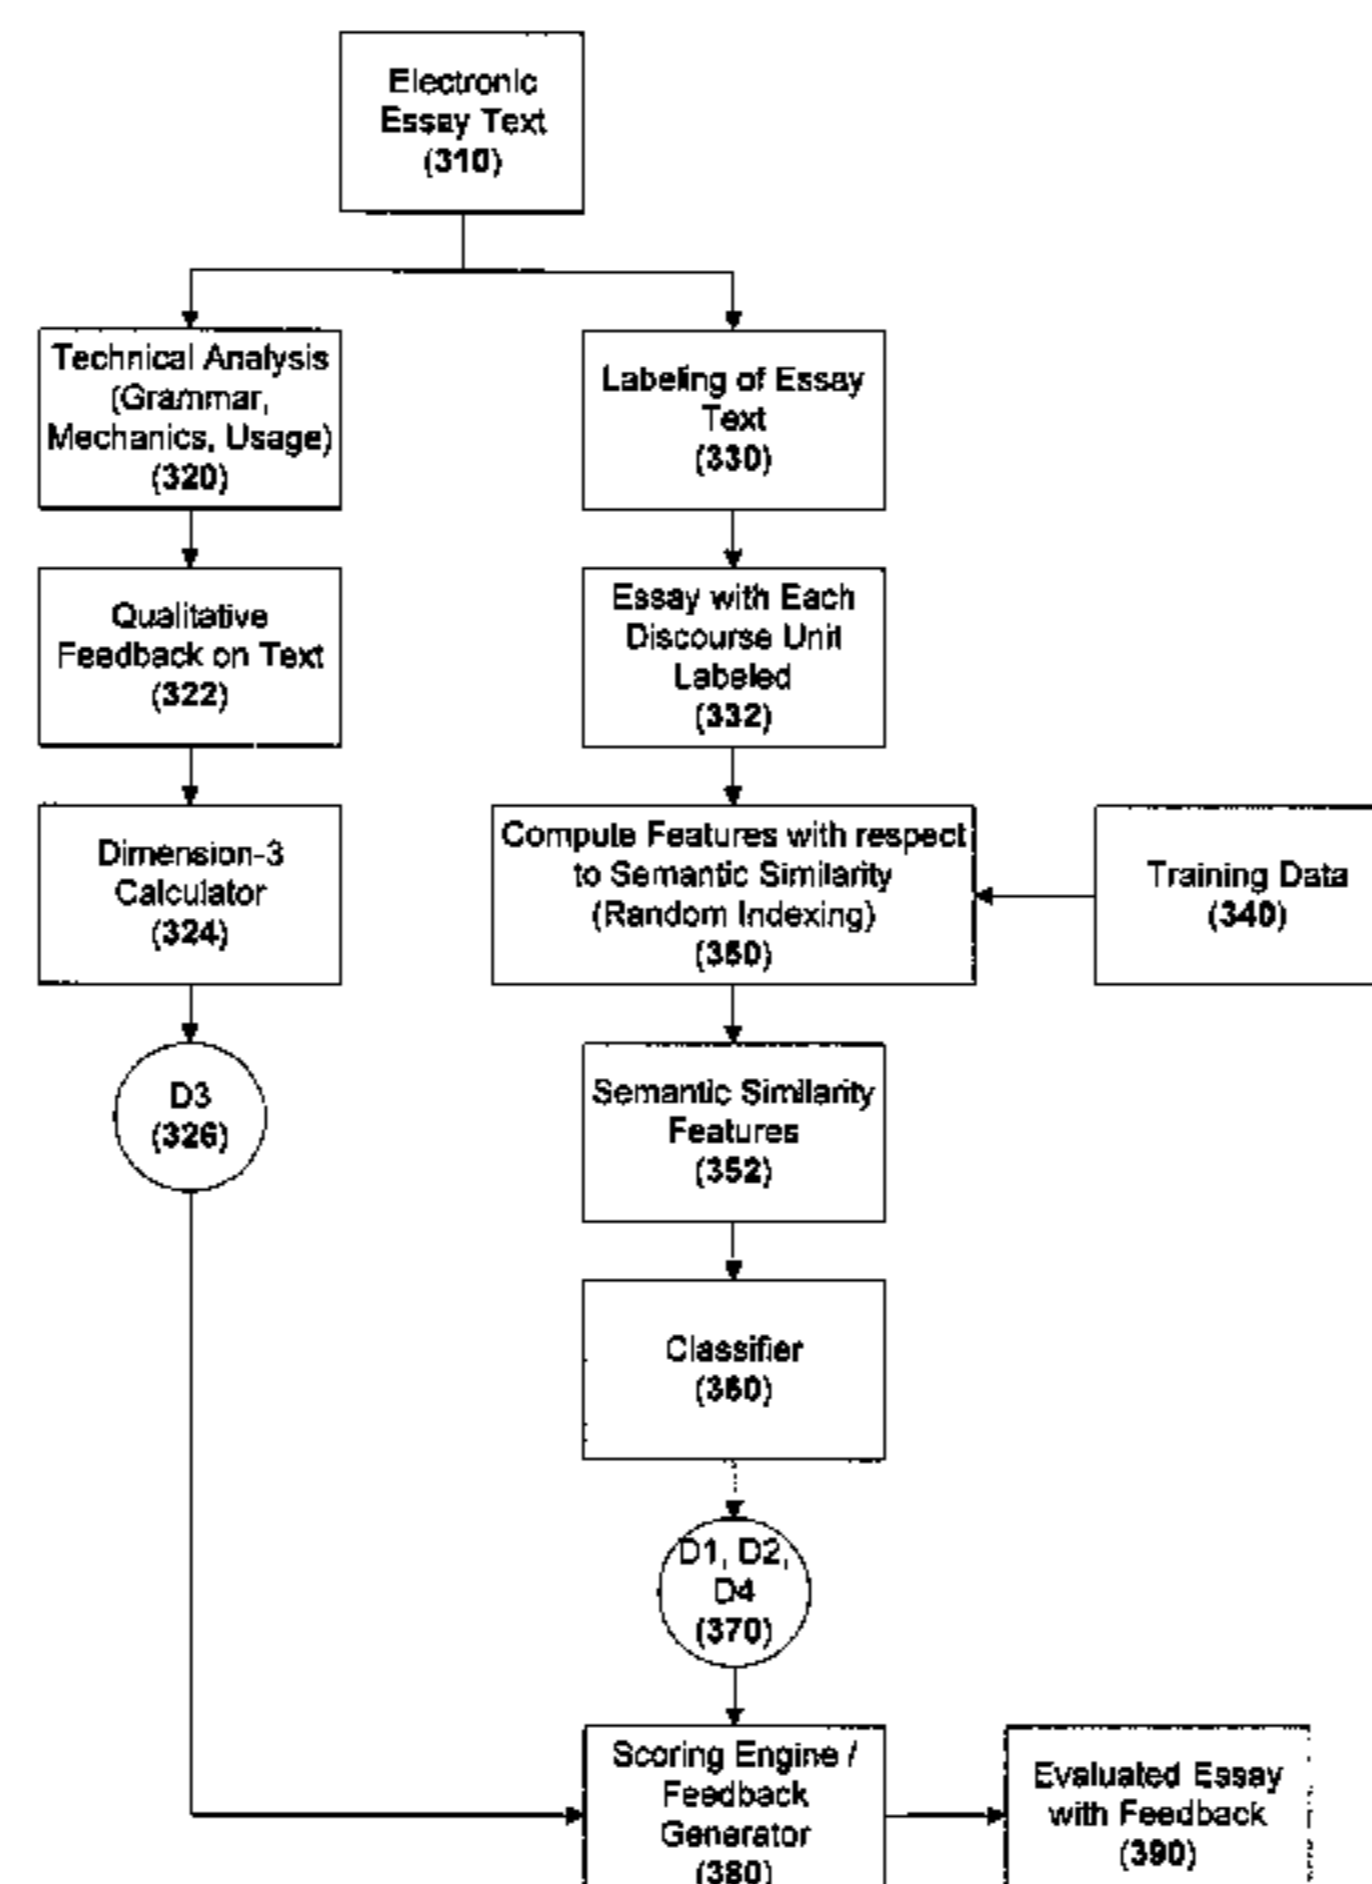 Electronic
Essay Text
(310)
Technical Analysis
(Grammar,
Mechanics, Usage)
(320)
Labeling of Essay
Text
(330)
Qualitative
Feedback on Text
(322)
Essay with Each
Discourse Unit
Labeled
(332)
Dimension-3
Calculator
(324)
Compute Features with respect
to Semantic Similarity
(Random Indexing)
(350)
Training Data
(340)
D3
(326)
Semantic Similarity
Features
(352)
Classifier
(360)
D1, D2,
D4
(370)
Scoring Engine /
Feedback
Generator
(380)
Evaluated Essay
with Feedback
(390)